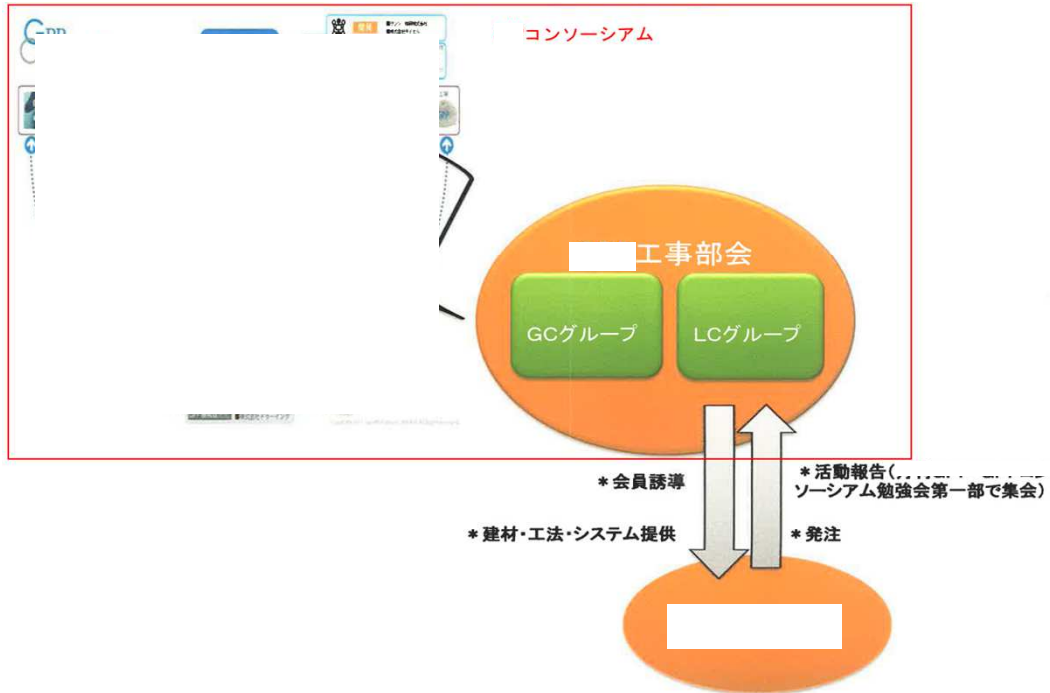 コンソーシアム
工事部会
GCグループ
LCグループ
＊会員誘導
＊活動報告(
ソーシアム勉強会第一部で集会)
＊建材・工法・システム提供
＊発注